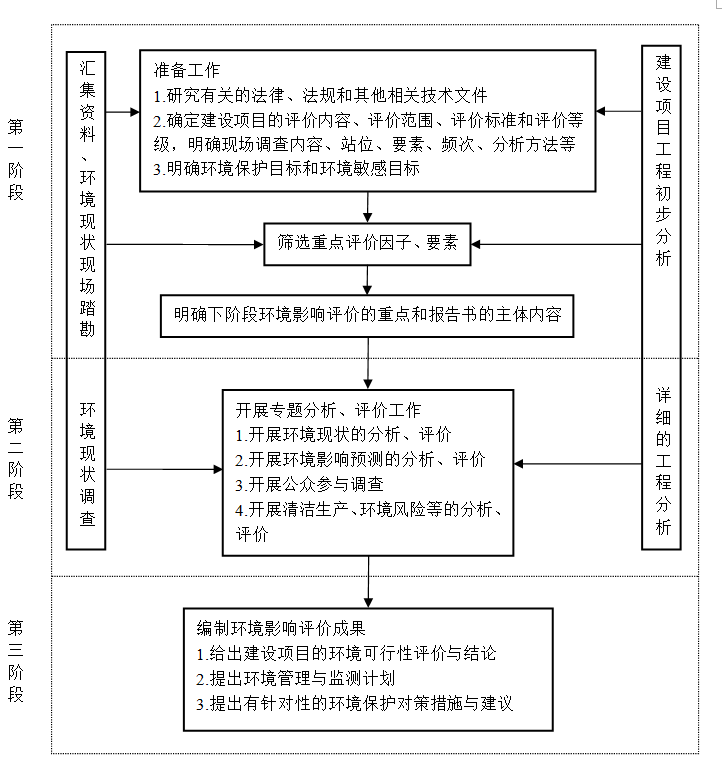 第一阶段
汇集资料、环境现状现场踏勘
准备工作
1.研究有关的法律、法规和其他相关技术文件
2.确定建设项目的评价内容、评价范围、评价标准和评价等
级，明确现场调查内容、站位、要素、频次、分析方法等
3.明确环境保护目标和环境敏感目标
建设项目工程初步分析
筛选重点评价因子、要素
明确下阶段环境影响评价的重点和报告书的主体内容
第二阶段
环境现状调查
开展专题分析、评价工作
1.开展环境现状的分析、评价
2.开展环境影响预测的分析、评价
3.开展公众参与调查
4.开展清洁生产、环境风险等的分析、
评价
详细的工程分析
第三阶段
编制环境影响评价成果
1.给出建设项目的环境可行性评价与结论
2.提出环境管理与监测计划
3.提出有针对性的环境保护对策措施与建议